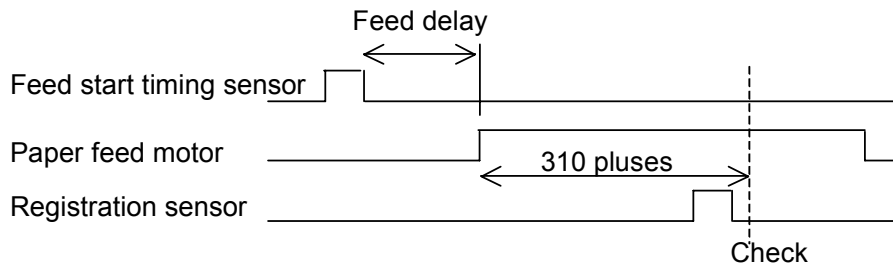 Feed delay
Feed start timing sensor
Paper feed motor
310 pluses
Registration sensor
Check